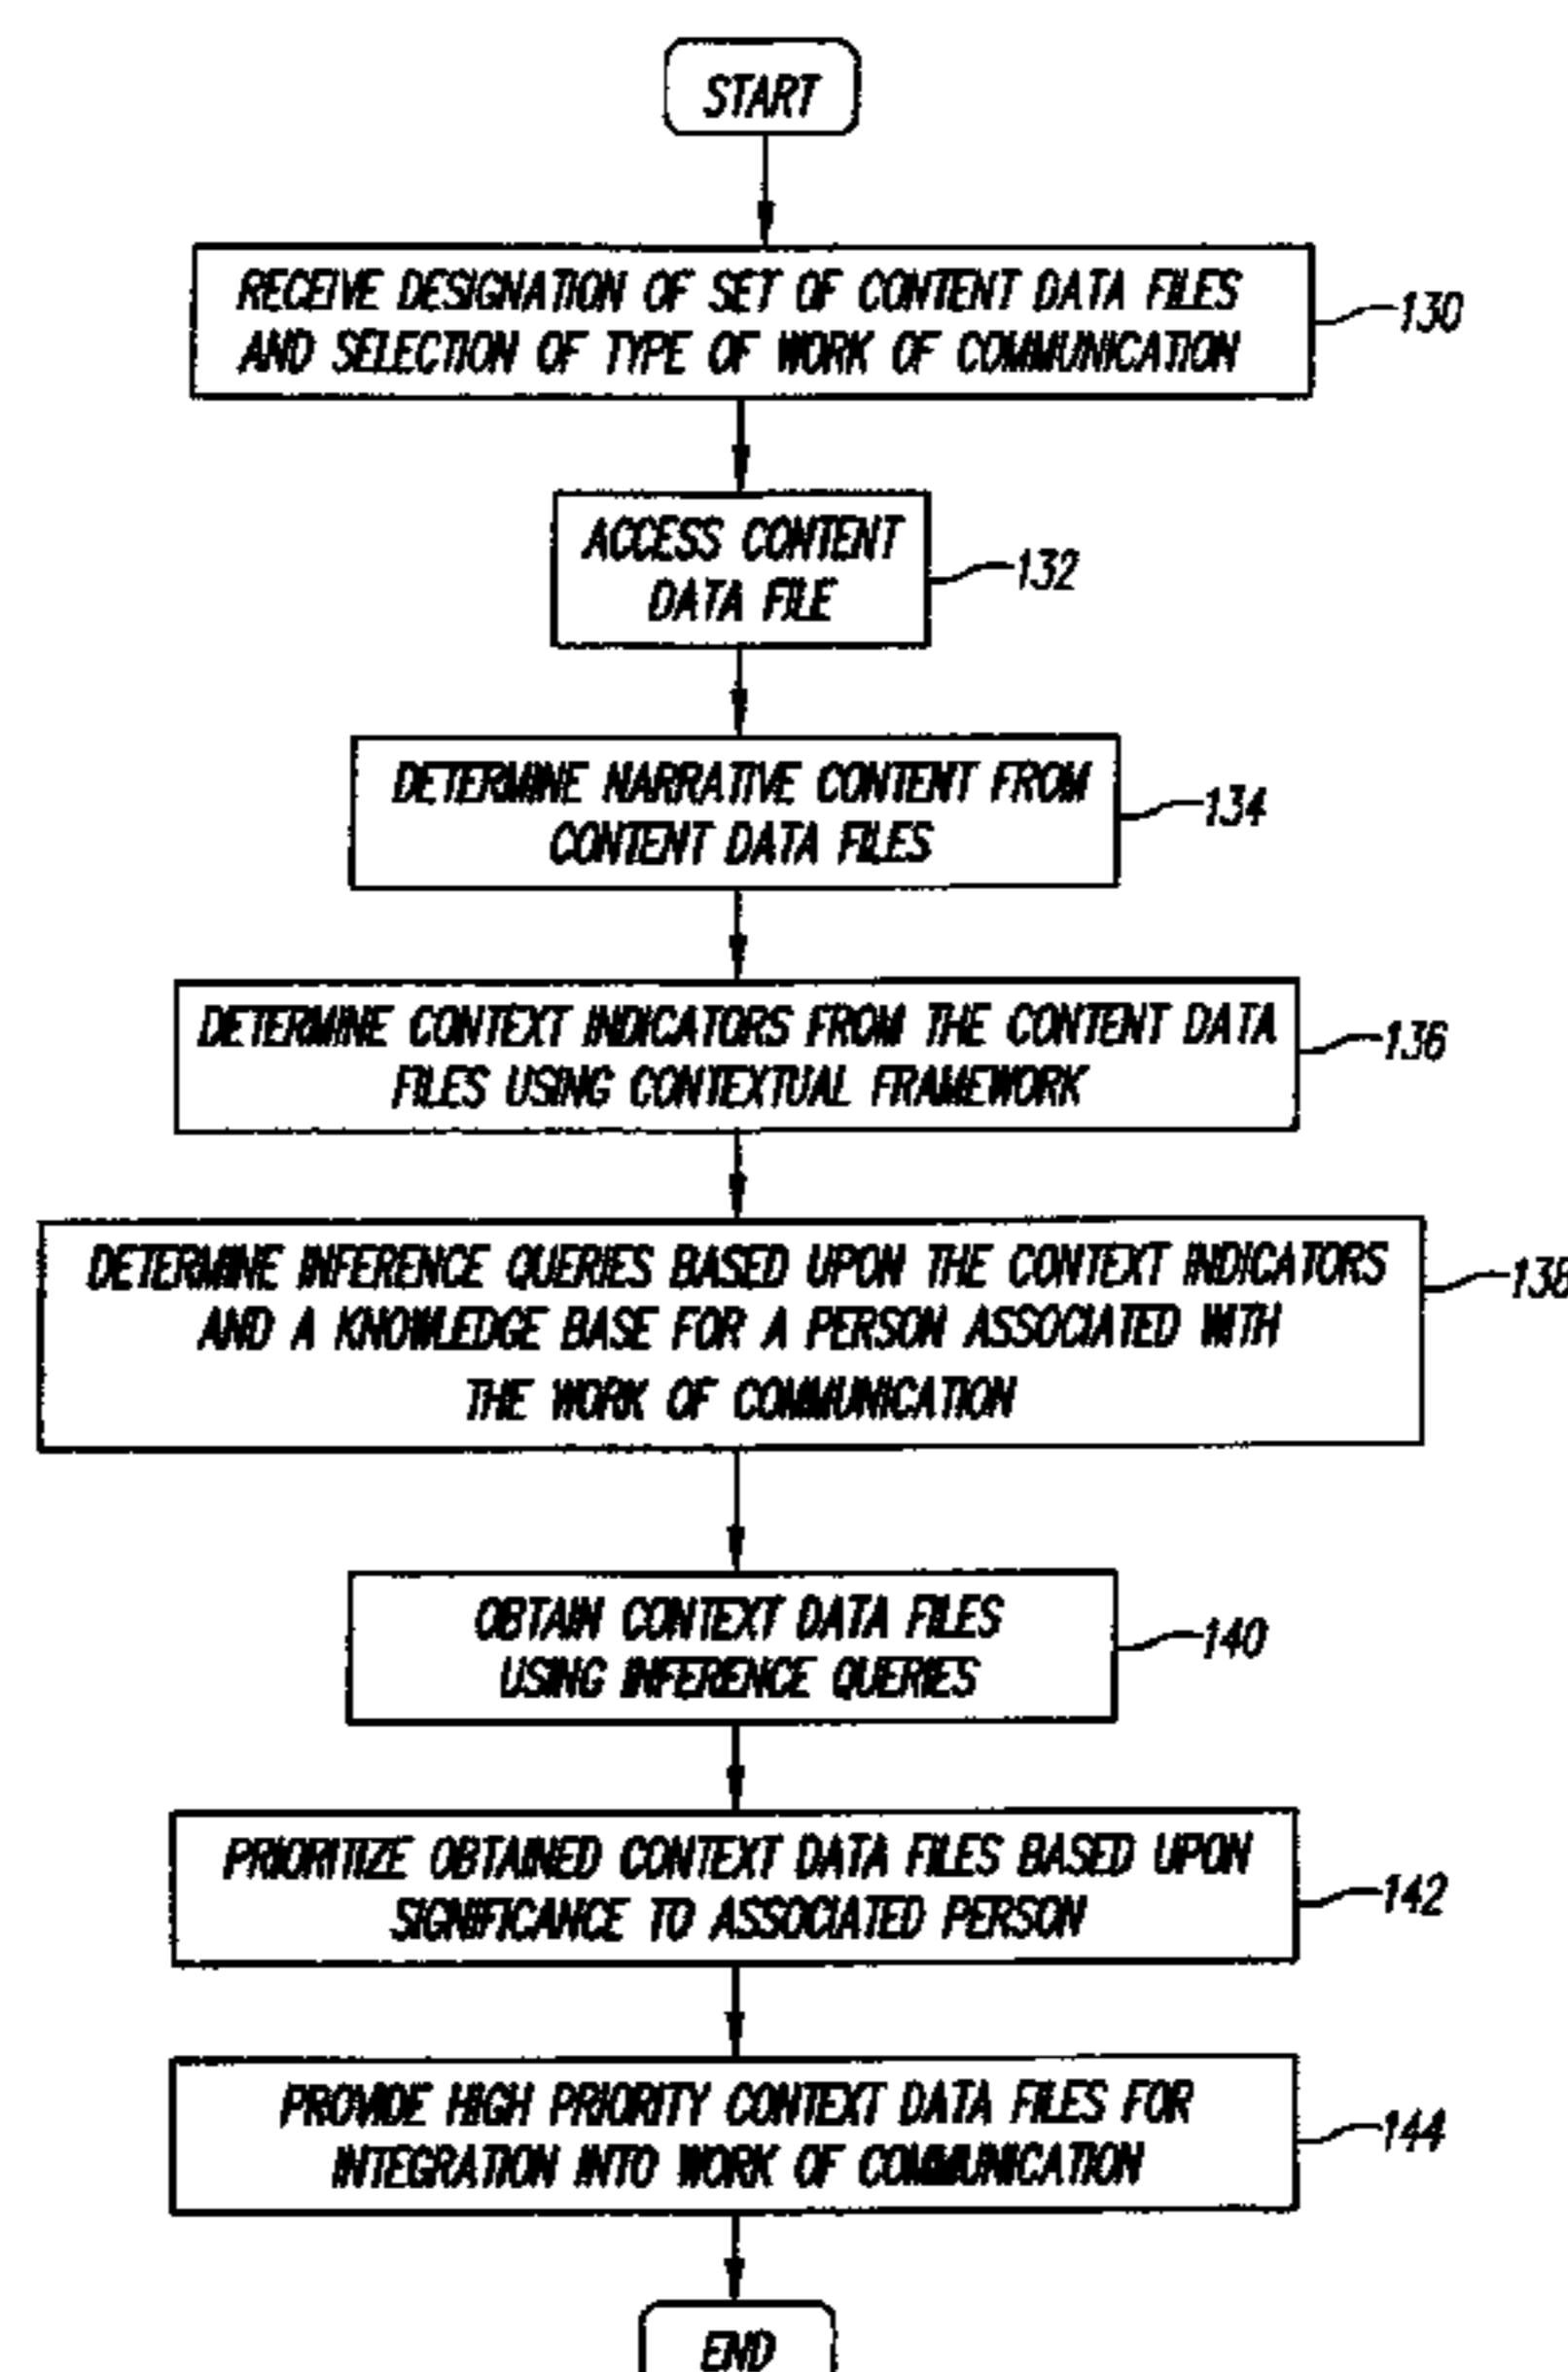 START
RECEIVE DESIGNATION OF SET OF CONTENT DATA FILES
AND SELECTION OF TYPE OF WORK OF COMMUNICATION
130
ACCESS CONTENT
DATA FILE
132
DETERMINE NARRATIVE CONTENT FROM
CONTENT DATA FILES
134
DETERMINE CONTEXT INDICATORS FROM THE CONTENT DATA
FILES USING CONTEXTUAL FRAMEWORK
136
DETERMINE INFERENCE QUERIES BASED UPON THE CONTEXT INDICATORS
AND A KNOWLEDGE BASE FOR A PERSON ASSOCIATED WITH
THE WORK OF COMMUNICATION
138
OBTAIN CONTEXT DATA FILES
USING INFERENCE QUERIES
140
PRIORITIZE OBTAINED CONTEXT DATA FILES BASED UPON
SIGNIFICANCE TO ASSOCIATED PERSON
142
PROVIDE HIGH PRIORITY CONTEXT DATA FILES FOR
INTEGRATION INTO WORK OF COMMUNICATION
144
END